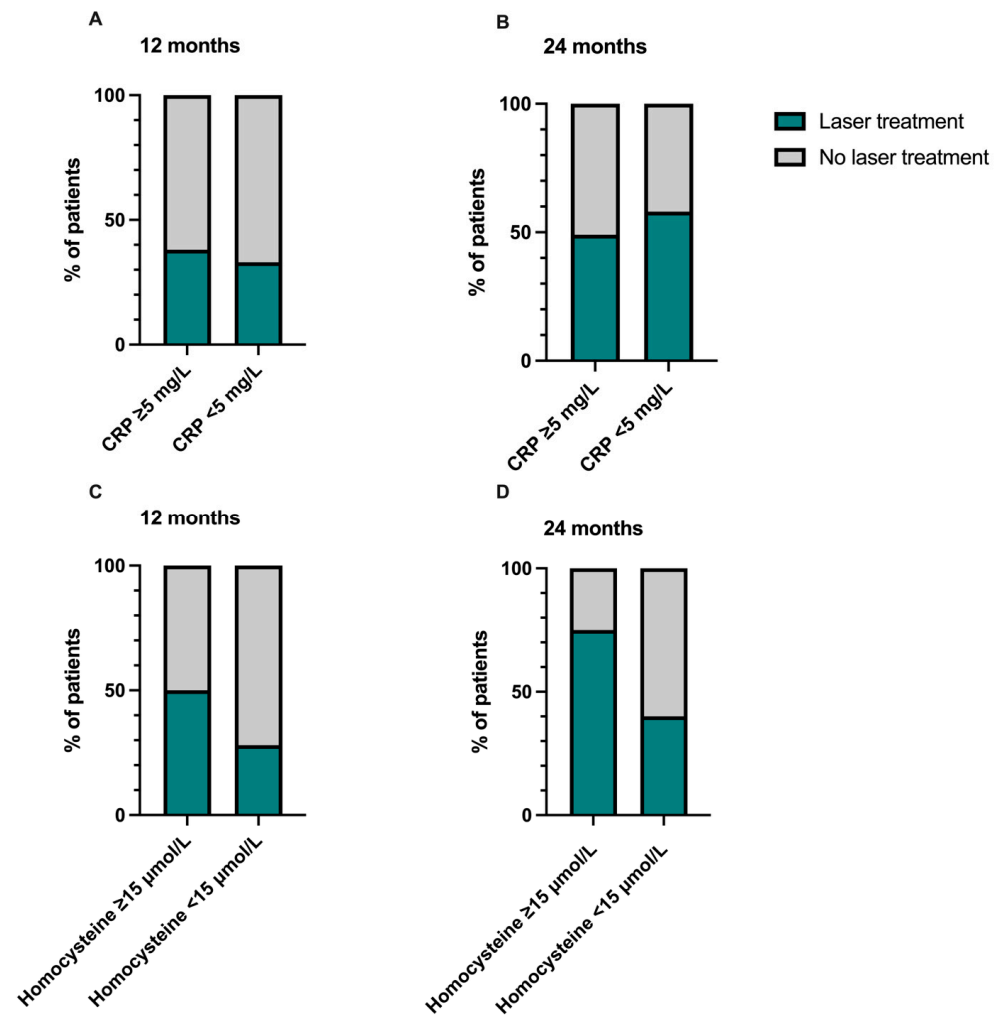 A
12 months
% of patients
100
50
0
CRP ≥5 mg/L
CRP <5 mg/L
B
24 months
% of patients
100
50
0
CRP ≥5 mg/L
CRP <5 mg/L
Laser treatment
No laser treatment
C
12 months
% of patients
100
50
0
Homocysteine ≥15 μmol/L
Homocysteine <15 μmol/L
D
24 months
% of patients
100
50
0
Homocysteine ≥15 μmol/L
Homocysteine <15 μmol/L